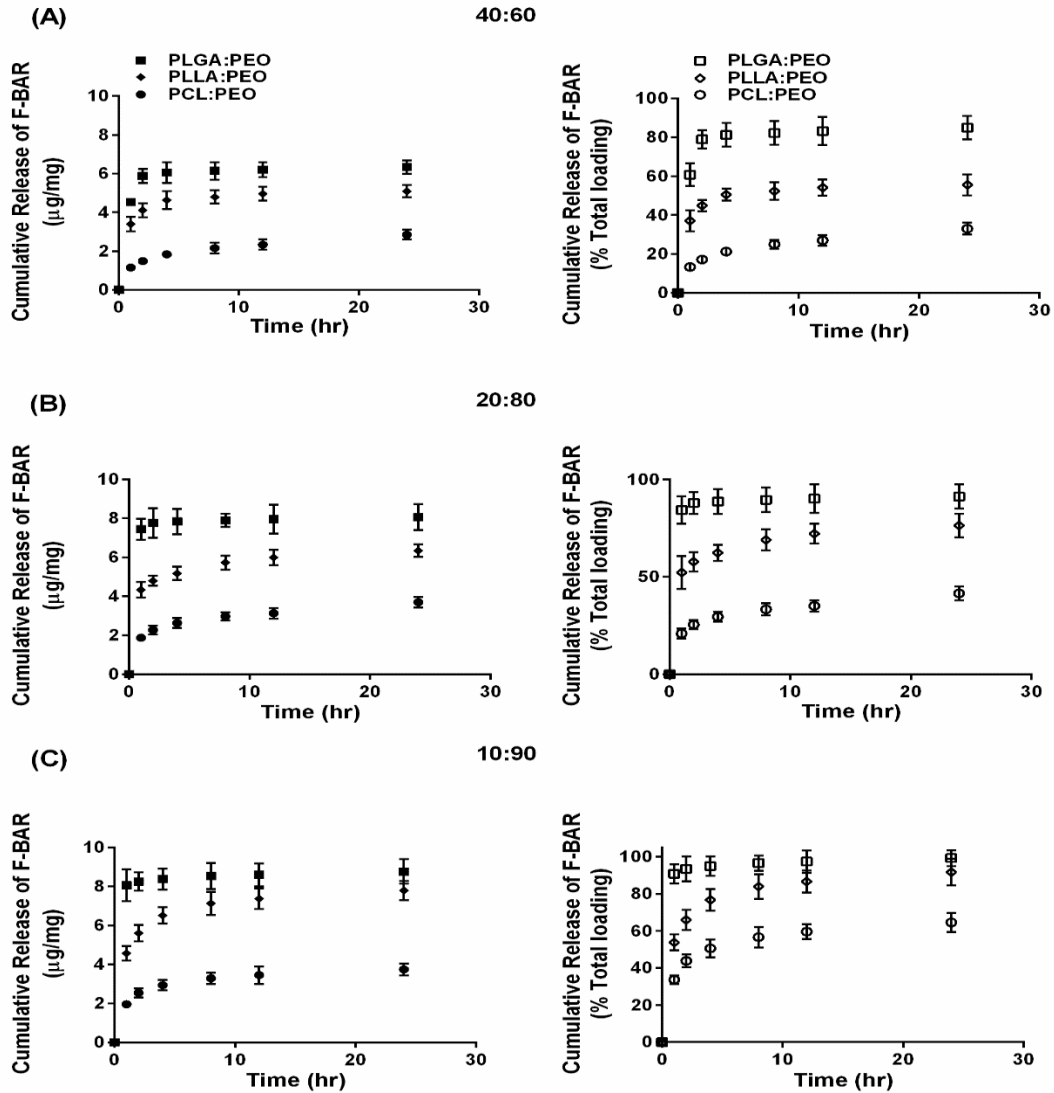 (A)
40:60
PLGA:PEO
PLLA:PEO
PCL:PEO
Cumulative Release of F-BAR
(μg/mg)
10
8
6
4
2
0
0
10
20
30
Time (hr)
PLGA:PEO
PLLA:PEO
PCL:PEO
Cumulative Release of F-BAR
(% Total loading)
100
80
60
40
20
0
0
10
20
30
Time (hr)
(B)
20:80
Cumulative Release of F-BAR
(μg/mg)
10
8
6
4
2
0
0
10
20
30
Time (hr)
Cumulative Release of F-BAR
(% Total loading)
100
50
0
0
10
20
30
Time (hr)
(C)
10:90
Cumulative Release of F-BAR
(μg/mg)
10
8
6
4
2
0
0
10
20
30
Time (hr)
Cumulative Release of F-BAR
(% Total loading)
100
80
60
40
20
0
0
10
20
30
Time (hr)